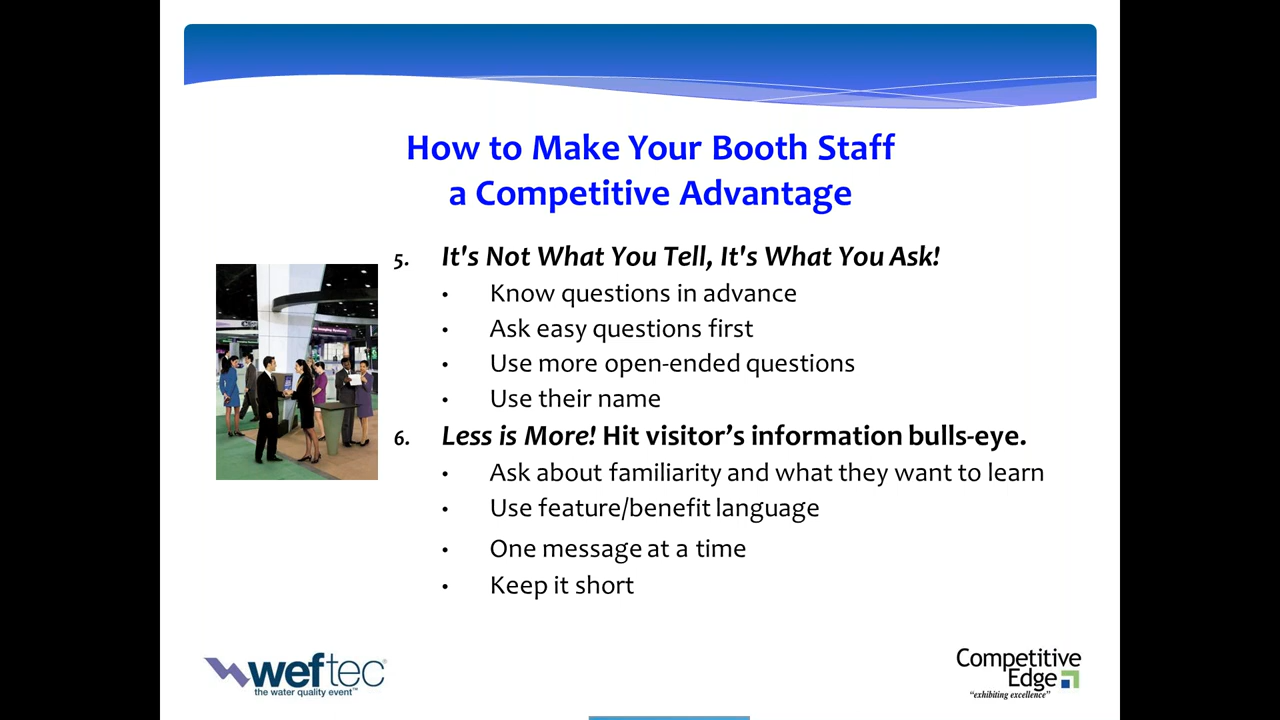 How to Make Your Booth Staff
a Competitive Advantage
5. It's Not What You Tell, It's What You Ask!
• Know questions in advance
• Ask easy questions first
• Use more open-ended questions
• Use their name
6. Less is More! Hit visitor’s information bulls-eye.
• Ask about familiarity and what they want to learn
• Use feature/benefit language
• One message at a time
• Keep it short
weftec®
the water quality event™
Competitive
Edge
"exhibiting excellence"